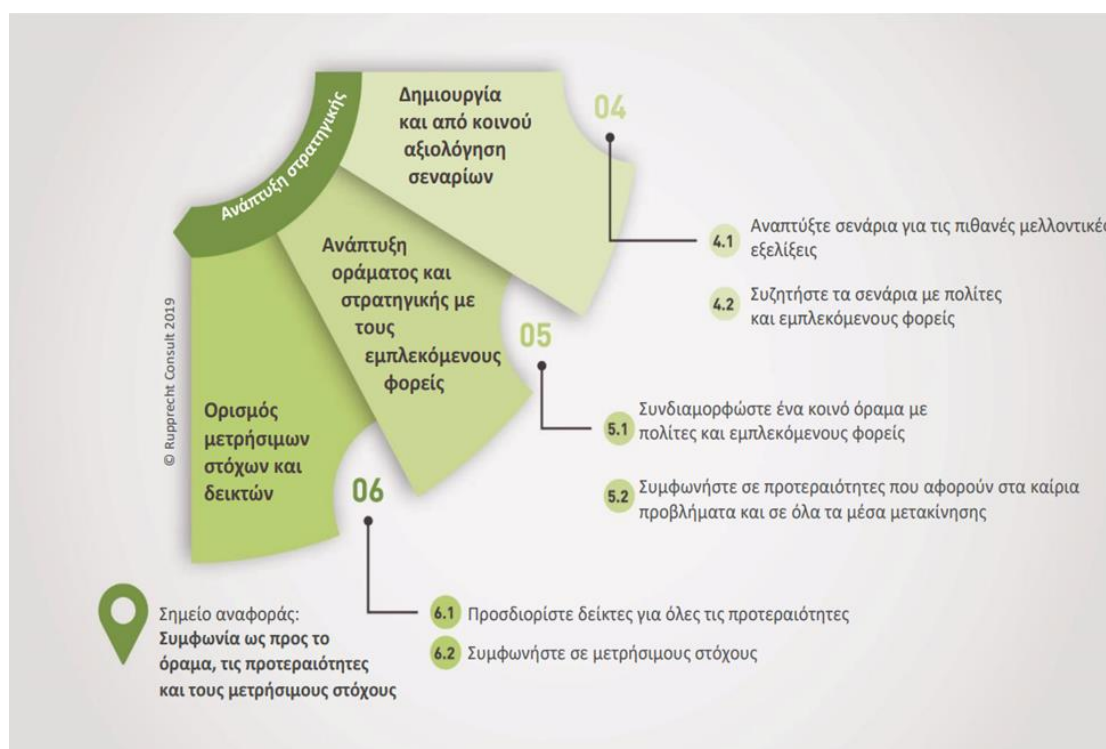 Ανάπτυξη στρατηγικής
Δημιουργία
και από κοινού
αξιολόγηση
σεναρίων
04
4.1 Αναπτύξτε σενάρια για τις πιθανές μελλοντικές
εξελίξεις
4.2 Συζητήστε τα σενάρια με πολίτες
και εμπλεκόμενους φορείς
Ανάπτυξη
οράματος και
στρατηγικής με
τους
εμπλεκόμενους
φορείς
05
5.1 Συνδιαμορφώστε ένα κοινό όραμα με
πολίτες και εμπλεκόμενους φορείς
5.2 Συμφωνήστε σε προτεραιότητες που αφορούν στα καίρια
προβλήματα και σε όλα τα μέσα μετακίνησης
Ορισμός
μετρήσιμων
στόχων και
δεικτών
06
6.1 Προσδιορίστε δείκτες για όλες τις προτεραιότητες
6.2 Συμφωνήστε σε μετρήσιμους στόχους
Σημείο αναφοράς:
Συμφωνία ως προς το
όραμα, τις προτεραιότητες
και τους μετρήσιμους στόχους
© Rupprecht Consult 2019